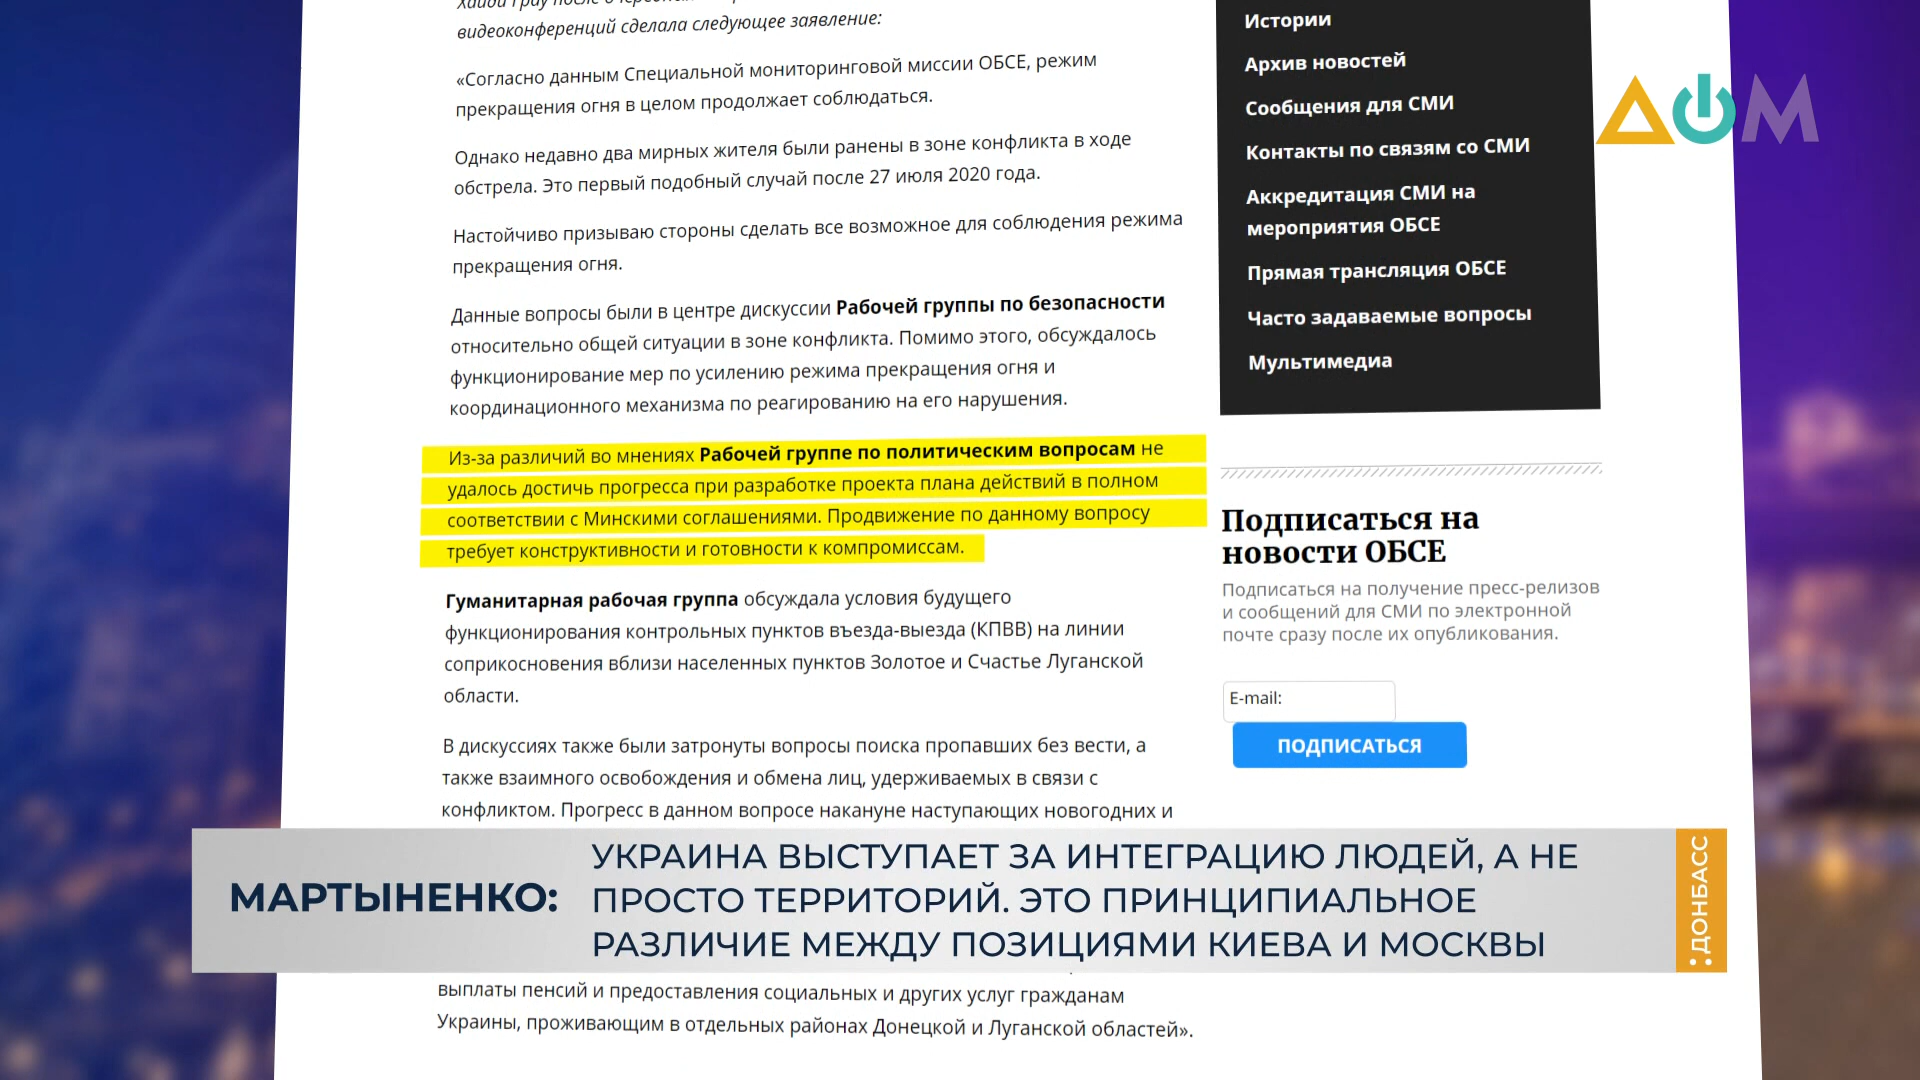 видеоконференций сделала следующее заявление:
«Согласно данным Специальной мониторинговой миссии ОБСЕ, режим
прекращения огня в целом продолжает соблюдаться.
Однако недавно два мирных жителя были ранены в зоне конфликта в ходе
обстрела. Это первый подобный случай после 27 июля 2020 года.
Настойчиво призываю стороны сделать все возможное для соблюдения режима
прекращения огня.
Данные вопросы были в центре дискуссии Рабочей группы по безопасности
относительно общей ситуации в зоне конфликта. Помимо этого, обсуждалось
функционирование мер по усилению режима прекращения огня и
координационного механизма по реагированию на его нарушения.
Из-за различий во мнениях Рабочей группе по политическим вопросам не
удалось достичь прогресса при разработке проекта плана действий в полном
соответствии с Минскими соглашениями. Продвижение по данному вопросу
требует конструктивности и готовности к компромиссам.
Гуманитарная рабочая группа обсуждала условия будущего
функционирования контрольных пунктов въезда-выезда (КПВВ) на линии
соприкосновения вблизи населенных пунктов Золотое и Счастье Луганской
области.
В дискуссиях также были затронуты вопросы поиска пропавших без вести, а
также взаимного освобождения и обмена лиц, удерживаемых в связи с
конфликтом. Прогресс в данном вопросе накануне наступающих новогодних и
выплаты пенсий и предоставления социальных и других услуг гражданам
Украины, проживающим в отдельных районах Донецкой и Луганской областей».
Истории
Архив новостей
Сообщения для СМИ
Контакты по связям со СМИ
Аккредитация СМИ на
мероприятия ОБСЕ
Прямая трансляция ОБСЕ
Часто задаваемые вопросы
Мультимедиа
Подписаться на
новости ОБСЕ
Подписаться на получение пресс-релизов
и сообщений для СМИ по электронной
почте сразу после их опубликования.
E-mail:
ПОДПИСАТЬСЯ
ДОМ
МАРТЫНЕНКО:
УКРАИНА ВЫСТУПАЕТ ЗА ИНТЕГРАЦИЮ ЛЮДЕЙ, А НЕ
ПРОСТО ТЕРРИТОРИЙ. ЭТО ПРИНЦИПИАЛЬНОЕ
РАЗЛИЧИЕ МЕЖДУ ПОЗИЦИЯМИ КИЕВА И МОСКВЫ
:ДОНБАСС